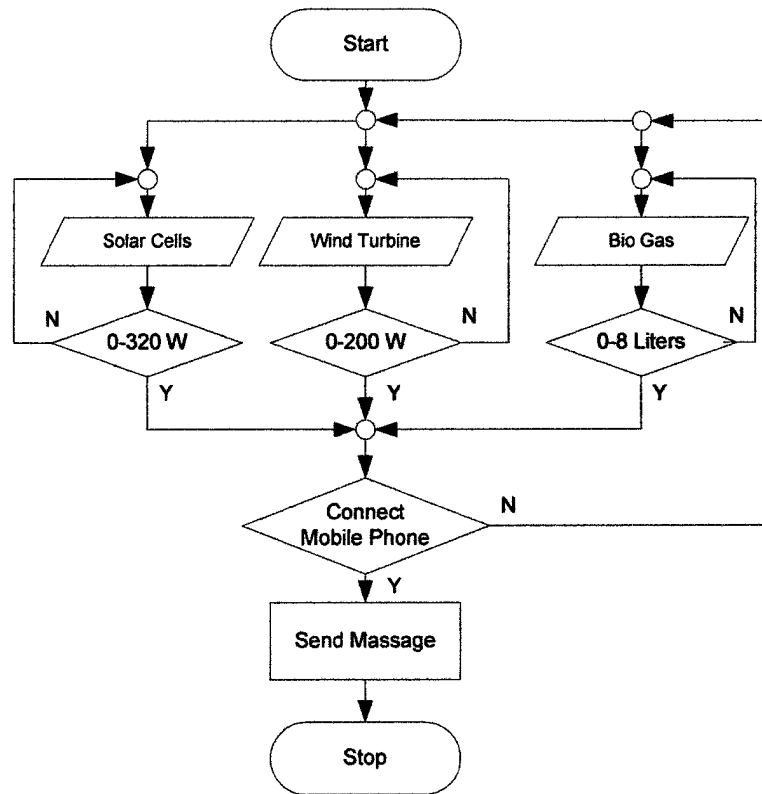 Start
Solar Cells
Wind Turbine
Bio Gas
N
0-320 W
0-200 W
N
0-8 Liters
N
Y
Y
Y
Connect
Mobile Phone
N
Y
Send Massage
Stop